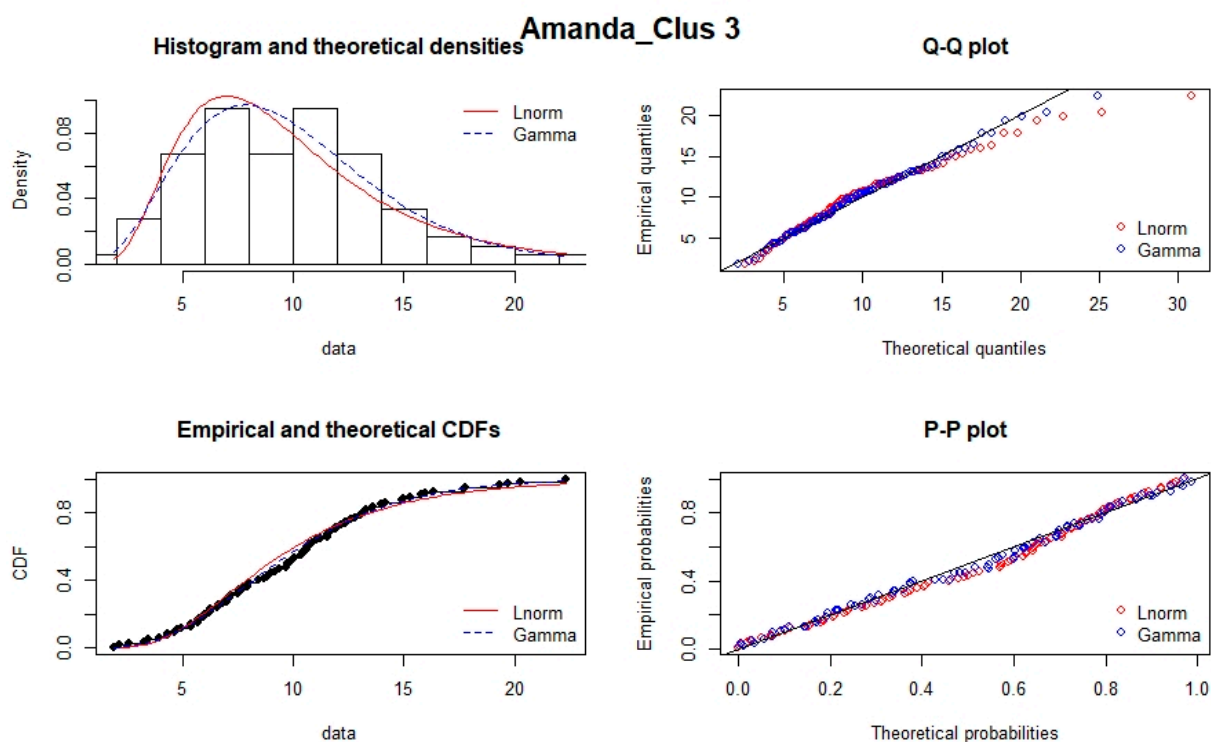 Amanda_Clus 3
Histogram and theoretical densities
Density
0.00 0.04 0.08
Lnorm
Gamma
5 10 15 20
data
Q-Q plot
Empirical quantiles
5 10 15 20
Lnorm
Gamma
5 10 15 20 25 30
Theoretical quantiles
Empirical and theoretical CDFs
CDF
0.0 0.4 0.8
Lnorm
Gamma
5 10 15 20
data
P-P plot
Empirical probabilities
0.0 0.4 0.8
Lnorm
Gamma
0.0 0.2 0.4 0.6 0.8 1.0
Theoretical probabilities